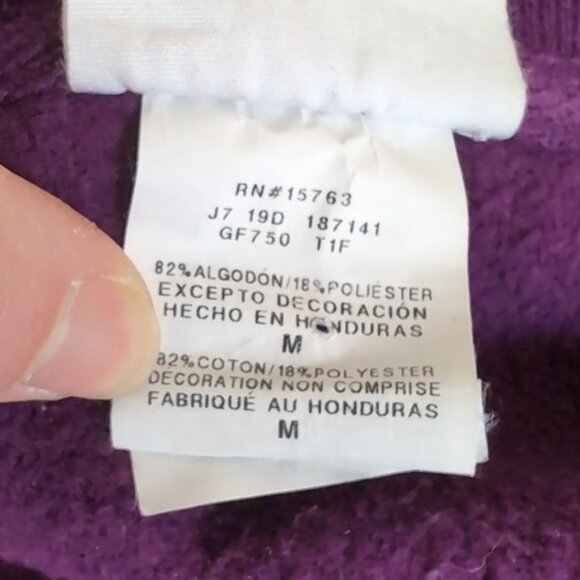 RN#15763
J7 19D 187141
GF750 T1F
82%ALGODÓN/18%POLIÉSTER
EXCEPTO DECORACIÓN
HECHO EN HONDURAS
M
82%COTON/18%POLYESTER
DECORATION NON COMPRISE
FABRIQUÉ AU HONDURAS
M